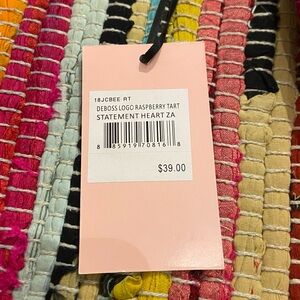 18JCBEE RT
DEBOSS LOGO RASPBERRY TART
STATEMENT HEART ZA
8 85919 70816 8
$39.00